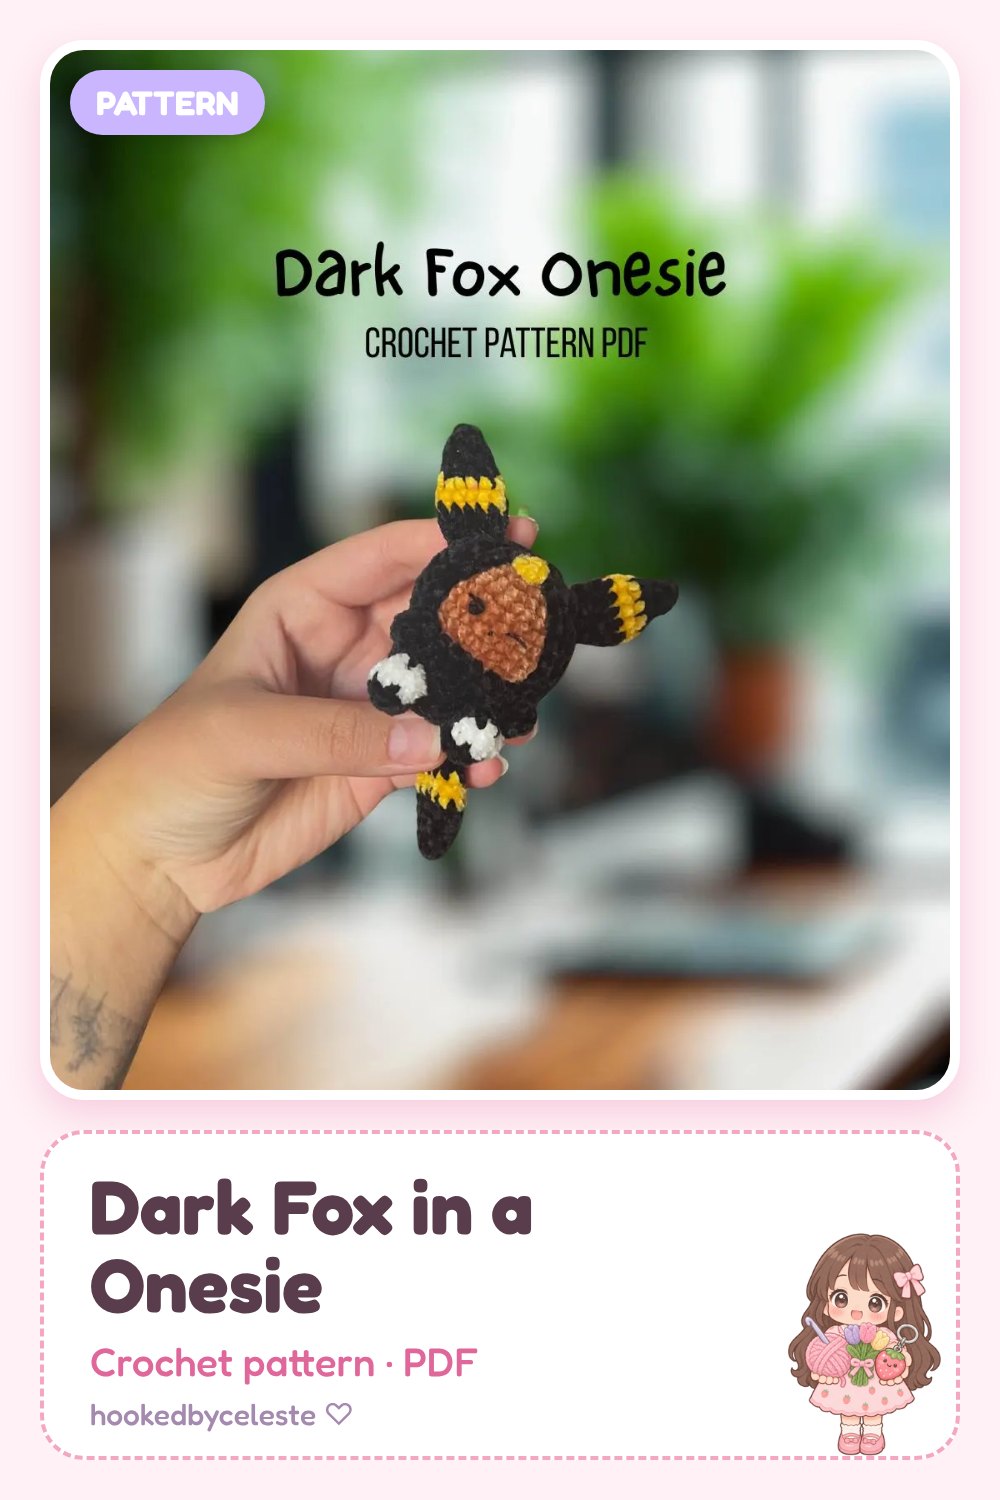 PATTERN
Dark Fox Onesie
CROCHET PATTERN PDF
Dark Fox in a
Onesie
Crochet pattern · PDF
hookedbyceleste ♡